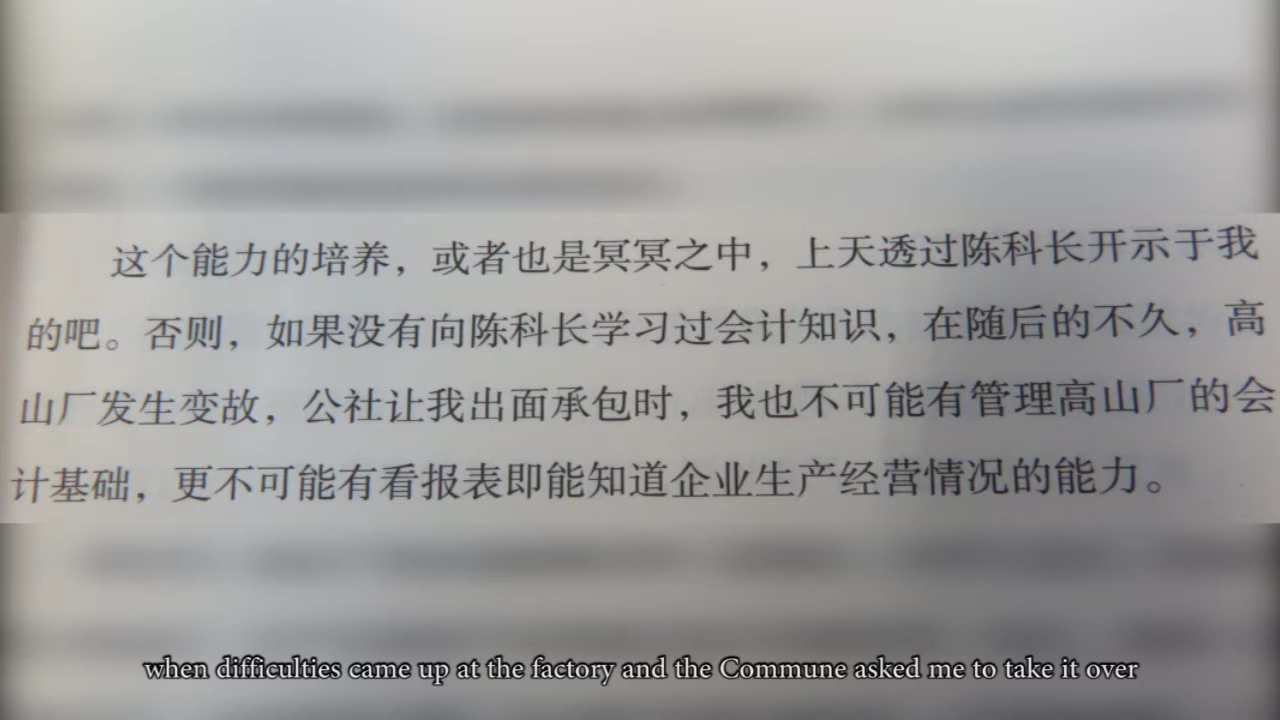 这个能力的培养，或者也是冥冥之中，上天透过陈科长开示于我
的吧。否则，如果没有向陈科长学习过会计知识，在随后的不久，高
山厂发生变故，公社让我出面承包时，我也不可能有管理高山厂的会
计基础，更不可能有看报表即能知道企业生产经营情况的能力。
when difficulties came up at the factory and the Commune asked me to take it over